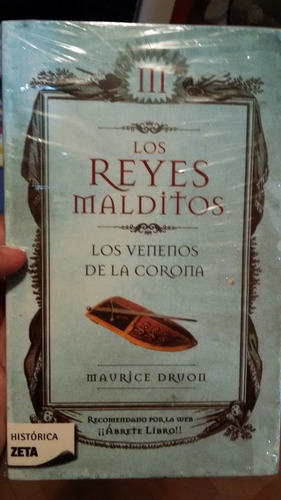 III
LOS
REYES
MALDITOS
LOS VENENOS
DE LA CORONA
MAURICE DRUON
RECOMENDADO POR LA WEB
¡¡ÁBRETE LIBRO!!
HISTÓRICA
ZETA